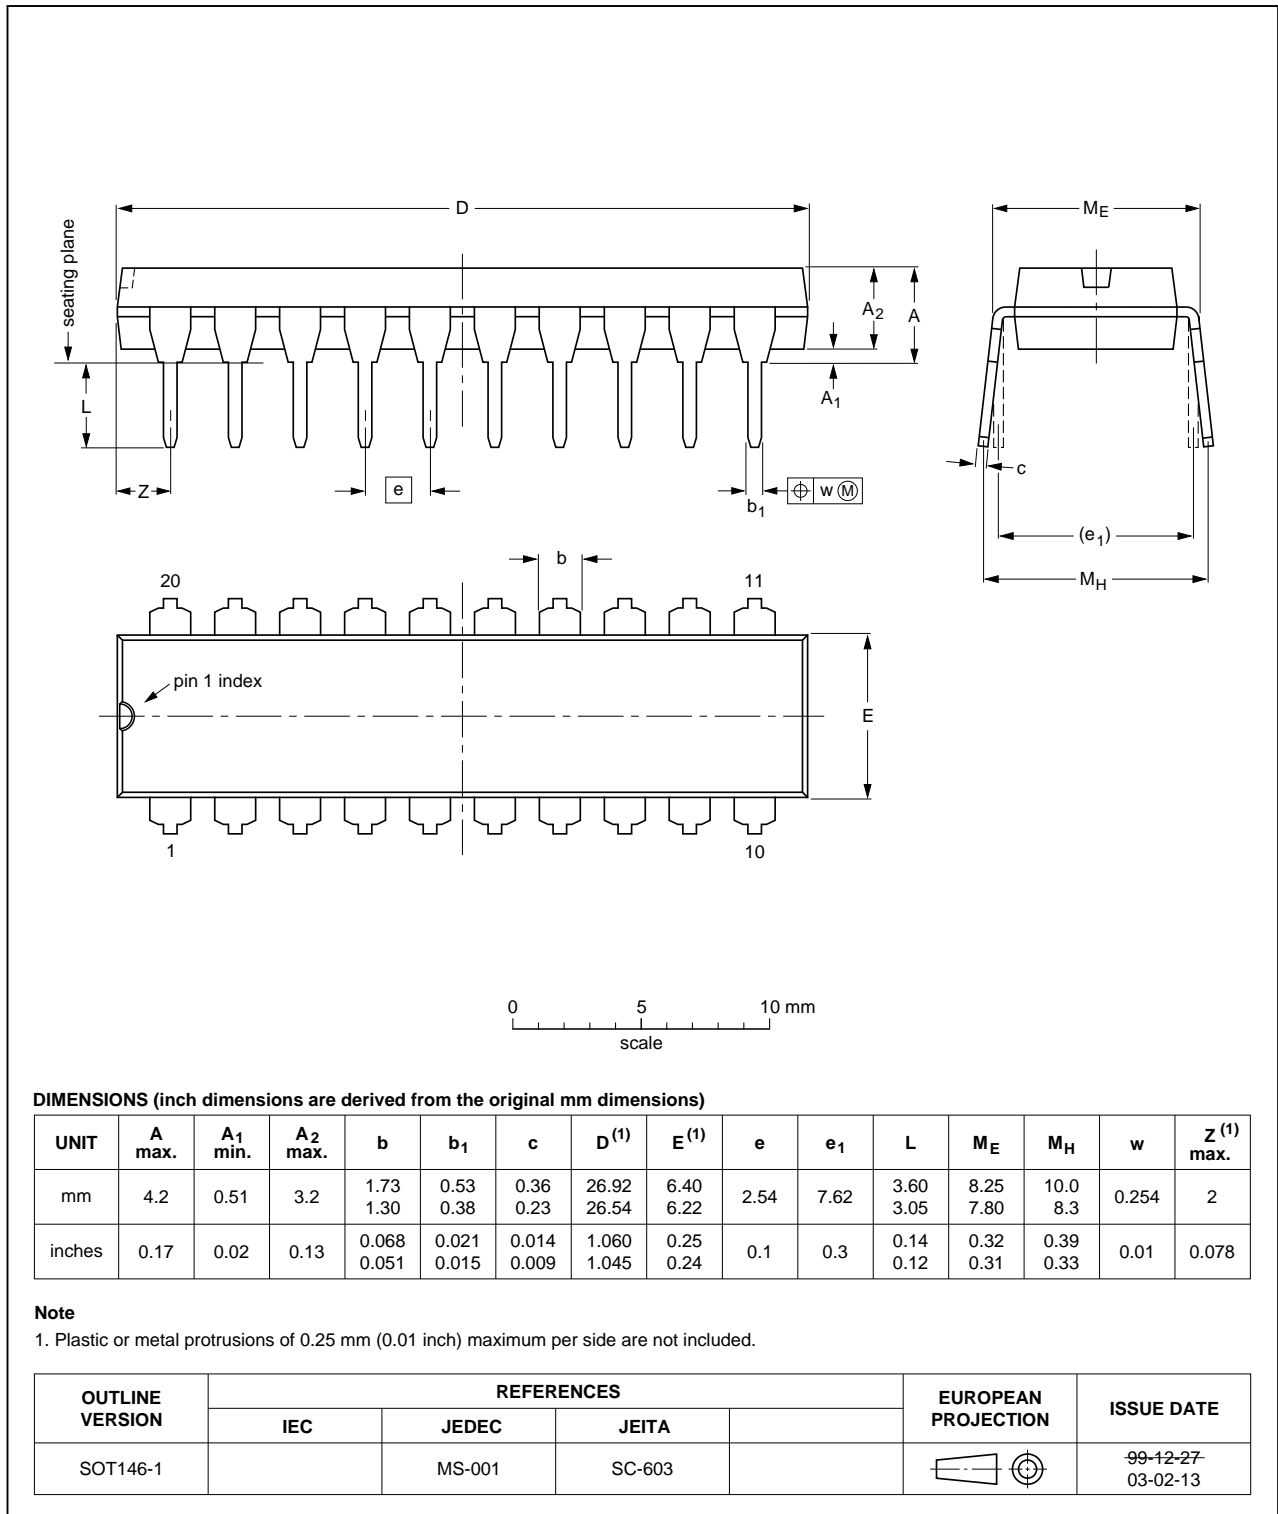 seating plane
D
M_E
A_2
A
A_1
L
Z
e
b_1
w M
c
(e_1)
M_H
b
20
11
pin 1 index
E
1
10
0 5 10 mm
scale
DIMENSIONS (inch dimensions are derived from the original mm dimensions)
UNIT A max. A_1 min. A_2 max. b b_1 c D(1) E(1) e e_1 L M_E M_H w Z(1) max.
mm 4.2 0.51 3.2 1.73 1.30 0.53 0.38 0.36 0.23 26.92 26.54 6.40 6.22 2.54 7.62 3.60 3.05 8.25 7.80 10.0 8.3 0.254 2
inches 0.17 0.02 0.13 0.068 0.051 0.021 0.015 0.014 0.009 1.060 1.045 0.25 0.24 0.1 0.3 0.14 0.12 0.32 0.31 0.39 0.33 0.01 0.078
Note
1. Plastic or metal protrusions of 0.25 mm (0.01 inch) maximum per side are not included.
OUTLINE VERSION REFERENCES EUROPEAN PROJECTION ISSUE DATE
IEC JEDEC JEITA
SOT146-1 MS-001 SC-603 99-12-27
03-02-13